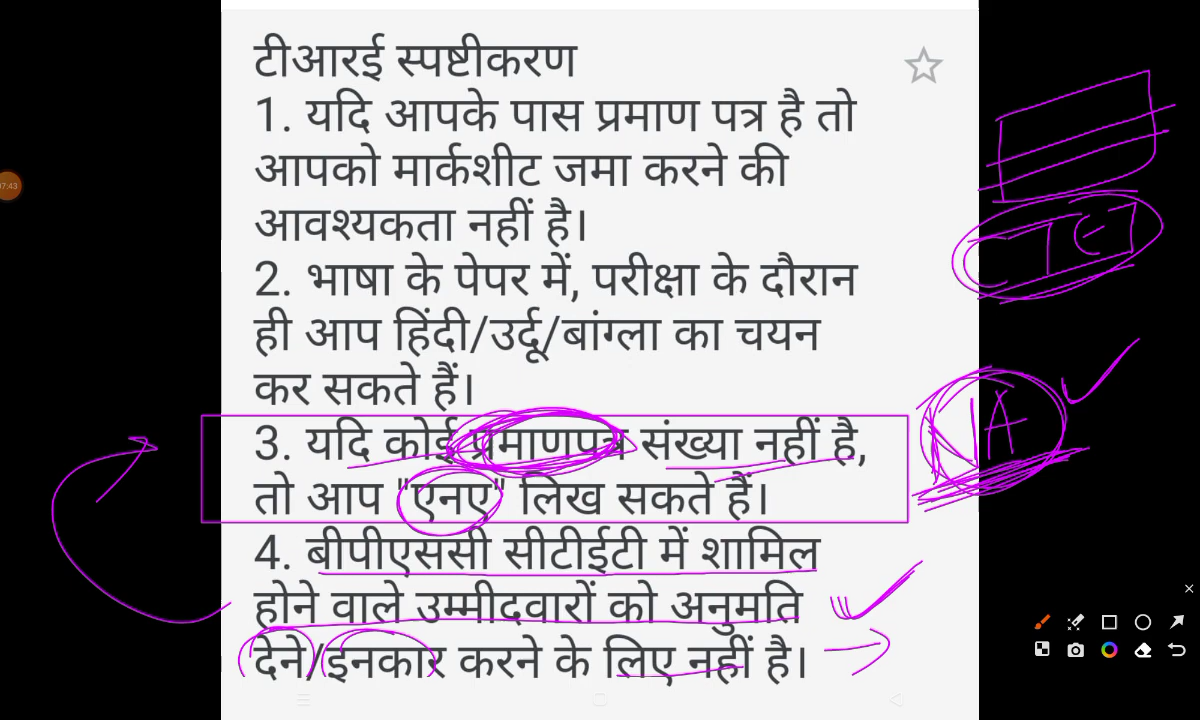 टीआरई स्पष्टीकरण
1. यदि आपके पास प्रमाण पत्र है तो
आपको मार्कशीट जमा करने की
आवश्यकता नहीं है।
2. भाषा के पेपर में, परीक्षा के दौरान
ही आप हिंदी/उर्दू/बांग्ला का चयन
कर सकते हैं।
3. यदि कोई प्रमाणपत्र संख्या नहीं है,
तो आप "एनए" लिख सकते हैं।
4. बीपीएससी सीटीईटी में शामिल
होने वाले उम्मीदवारों को अनुमति
देने/इनकार करने के लिए नहीं है।
CTET
NA
07:43